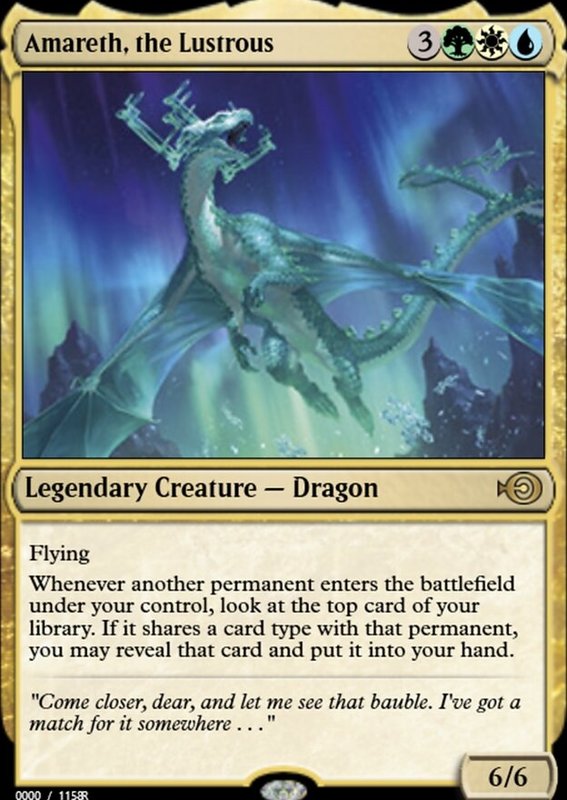 Amareth, the Lustrous 3
Legendary Creature — Dragon
Flying
Whenever another permanent enters the battlefield
under your control, look at the top card of your
library. If it shares a card type with that permanent,
you may reveal that card and put it into your hand.
"Come closer, dear, and let me see that bauble. I've got a
match for it somewhere . . ."
6/6
0000 / 1158R